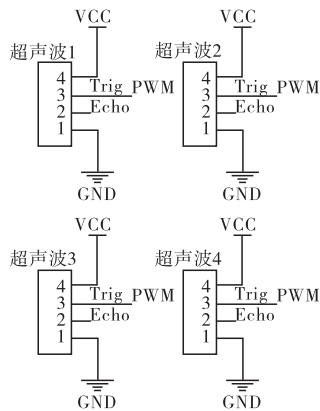 VCC
超声波1
4
Trig
3
PWM
Echo
2
1
GND
VCC
超声波2
4
Trig
3
PWM
Echo
2
1
GND
VCC
超声波3
4
Trig
3
PWM
Echo
2
1
GND
VCC
超声波4
4
Trig
3
PWM
Echo
2
1
GND